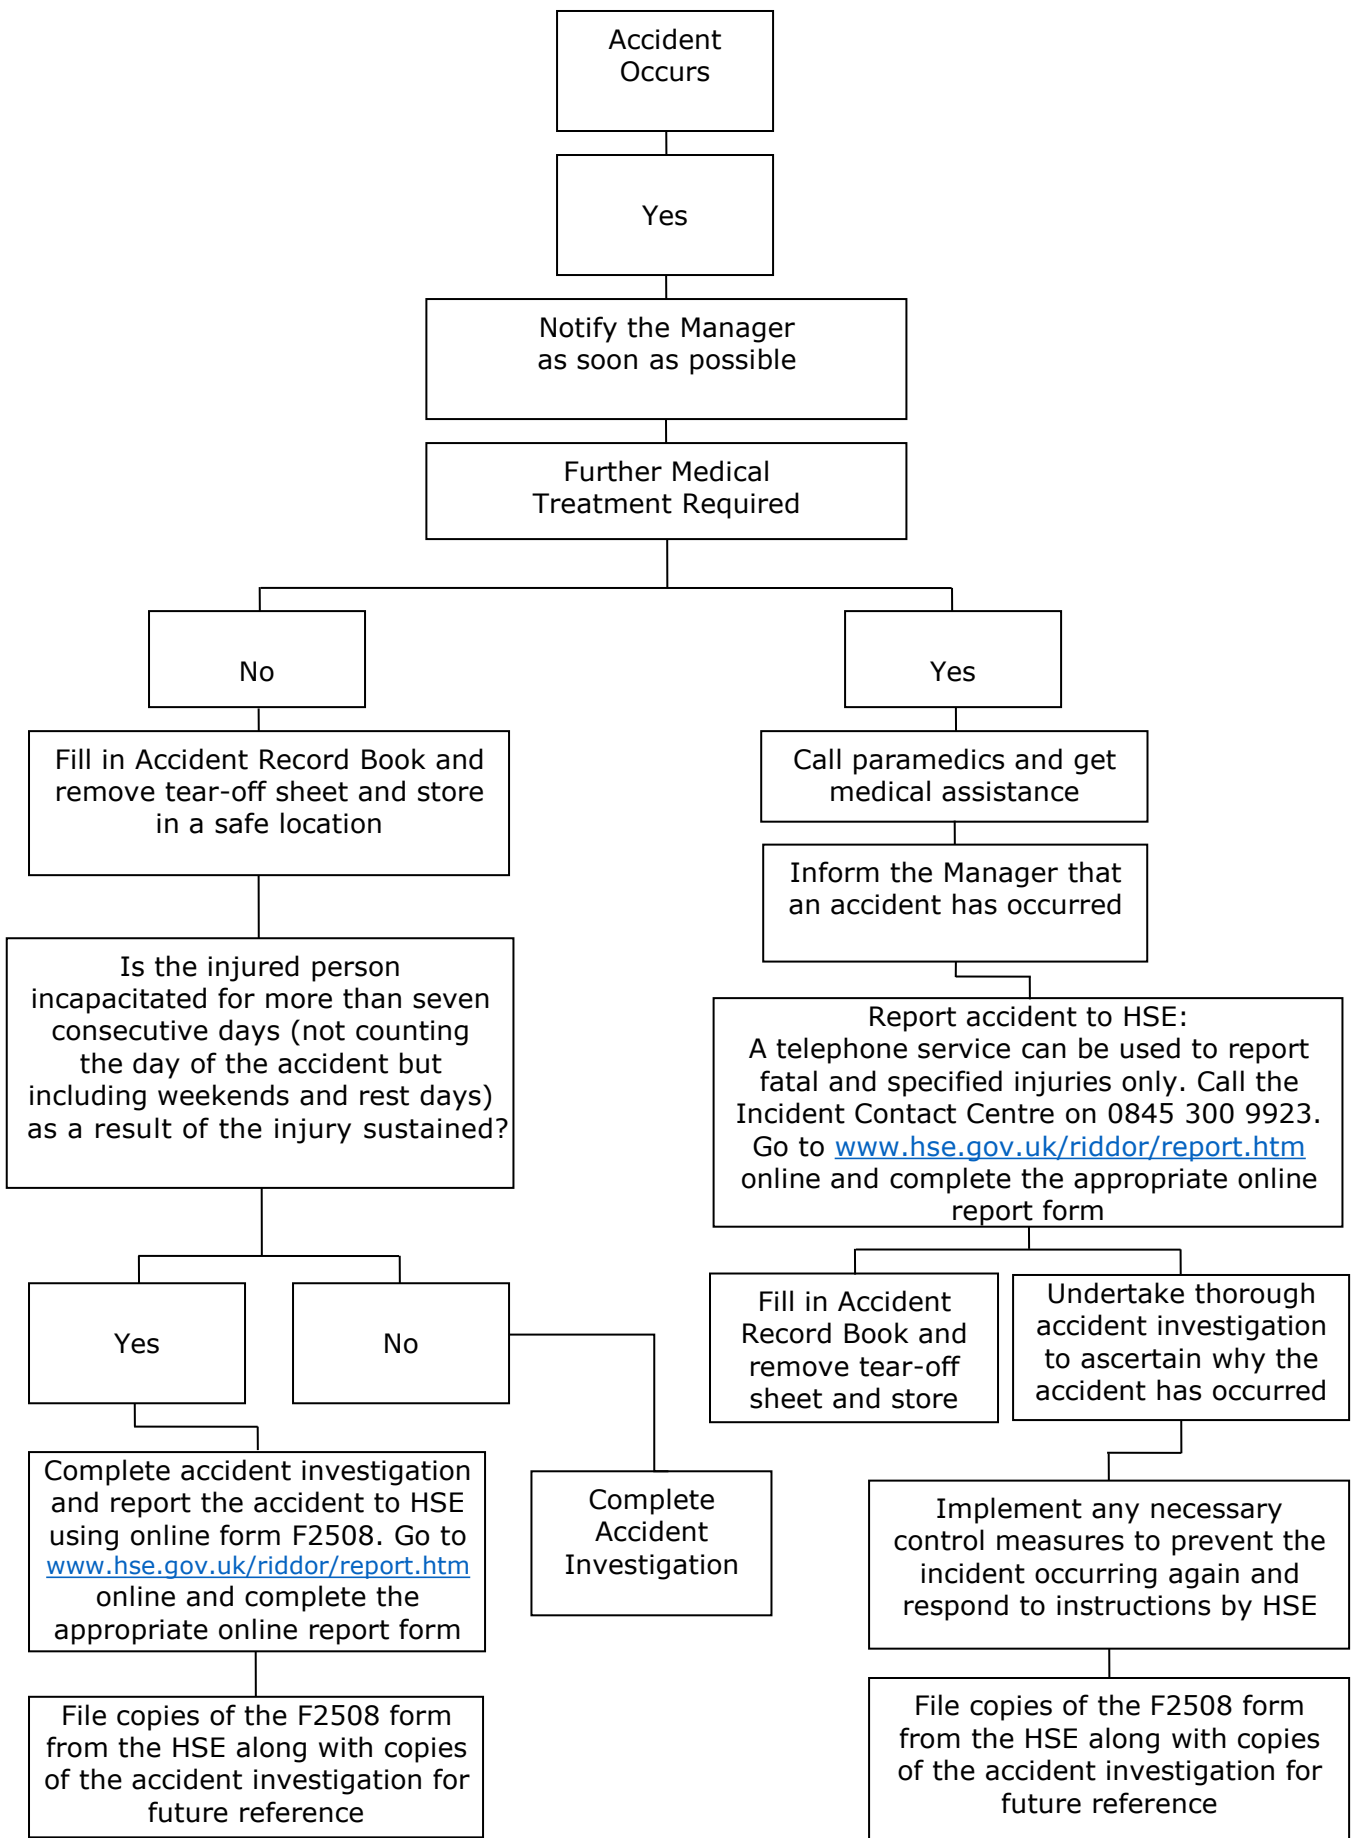 Accident
Occurs
Yes
Notify the Manager
as soon as possible
Further Medical
Treatment Required
No
Yes
Fill in Accident Record Book and
remove tear-off sheet and store
in a safe location
Call paramedics and get
medical assistance
Inform the Manager that
an accident has occurred
Is the injured person
incapacitated for more than seven
consecutive days (not counting
the day of the accident but
including weekends and rest days)
as a result of the injury sustained?
Report accident to HSE:
A telephone service can be used to report
fatal and specified injuries only. Call the
Incident Contact Centre on 0845 300 9923.
Go to www.hse.gov.uk/riddor/report.htm
online and complete the appropriate online
report form
Yes
No
Fill in Accident
Record Book and
remove tear-off
sheet and store
Undertake thorough
accident investigation
to ascertain why the
accident has occurred
Complete accident investigation
and report the accident to HSE
using online form F2508. Go to
www.hse.gov.uk/riddor/report.htm
online and complete the
appropriate online report form
Complete
Accident
Investigation
Implement any necessary
control measures to prevent the
incident occurring again and
respond to instructions by HSE
File copies of the F2508 form
from the HSE along with copies
of the accident investigation for
future reference
File copies of the F2508 form
from the HSE along with copies
of the accident investigation for
future reference